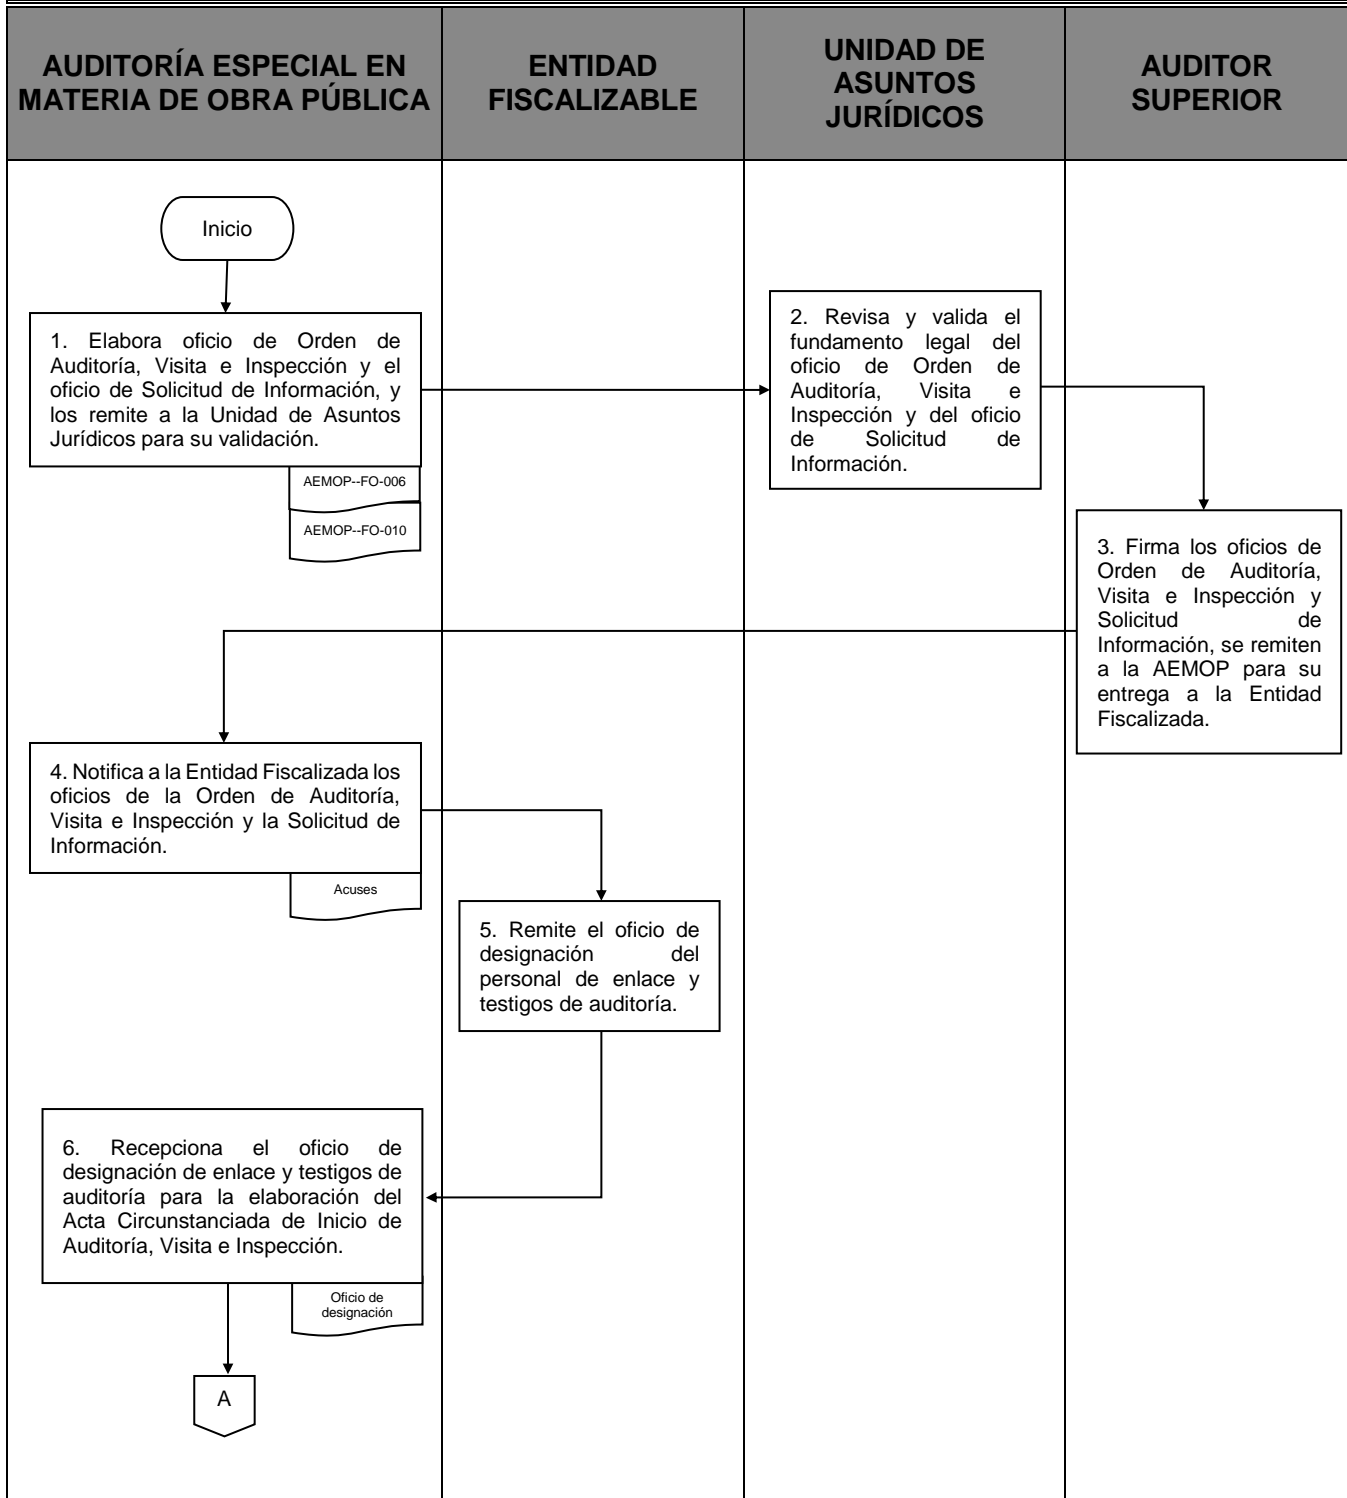 AUDITORÍA ESPECIAL EN
MATERIA DE OBRA PÚBLICA
ENTIDAD
FISCALIZABLE
UNIDAD DE
ASUNTOS
JURÍDICOS
AUDITOR
SUPERIOR
Inicio
1. Elabora oficio de Orden de
Auditoría, Visita e Inspección y el
oficio de Solicitud de Información, y
los remite a la Unidad de Asuntos
Jurídicos para su validación.
AEMOP--FO-006
AEMOP--FO-010
2. Revisa y valida el
fundamento legal del
oficio de Orden de
Auditoría, Visita e
Inspección y del oficio
de Solicitud de
Información.
3. Firma los oficios de
Orden de Auditoría,
Visita e Inspección y
Solicitud de
Información, se remiten
a la AEMOP para su
entrega a la Entidad
Fiscalizada.
4. Notifica a la Entidad Fiscalizada los
oficios de la Orden de Auditoría,
Visita e Inspección y la Solicitud de
Información.
Acuses
5. Remite el oficio de
designación del
personal de enlace y
testigos de auditoría.
6. Recepciona el oficio de
designación de enlace y testigos de
auditoría para la elaboración del
Acta Circunstanciada de Inicio de
Auditoría, Visita e Inspección.
Oficio de
designación
A